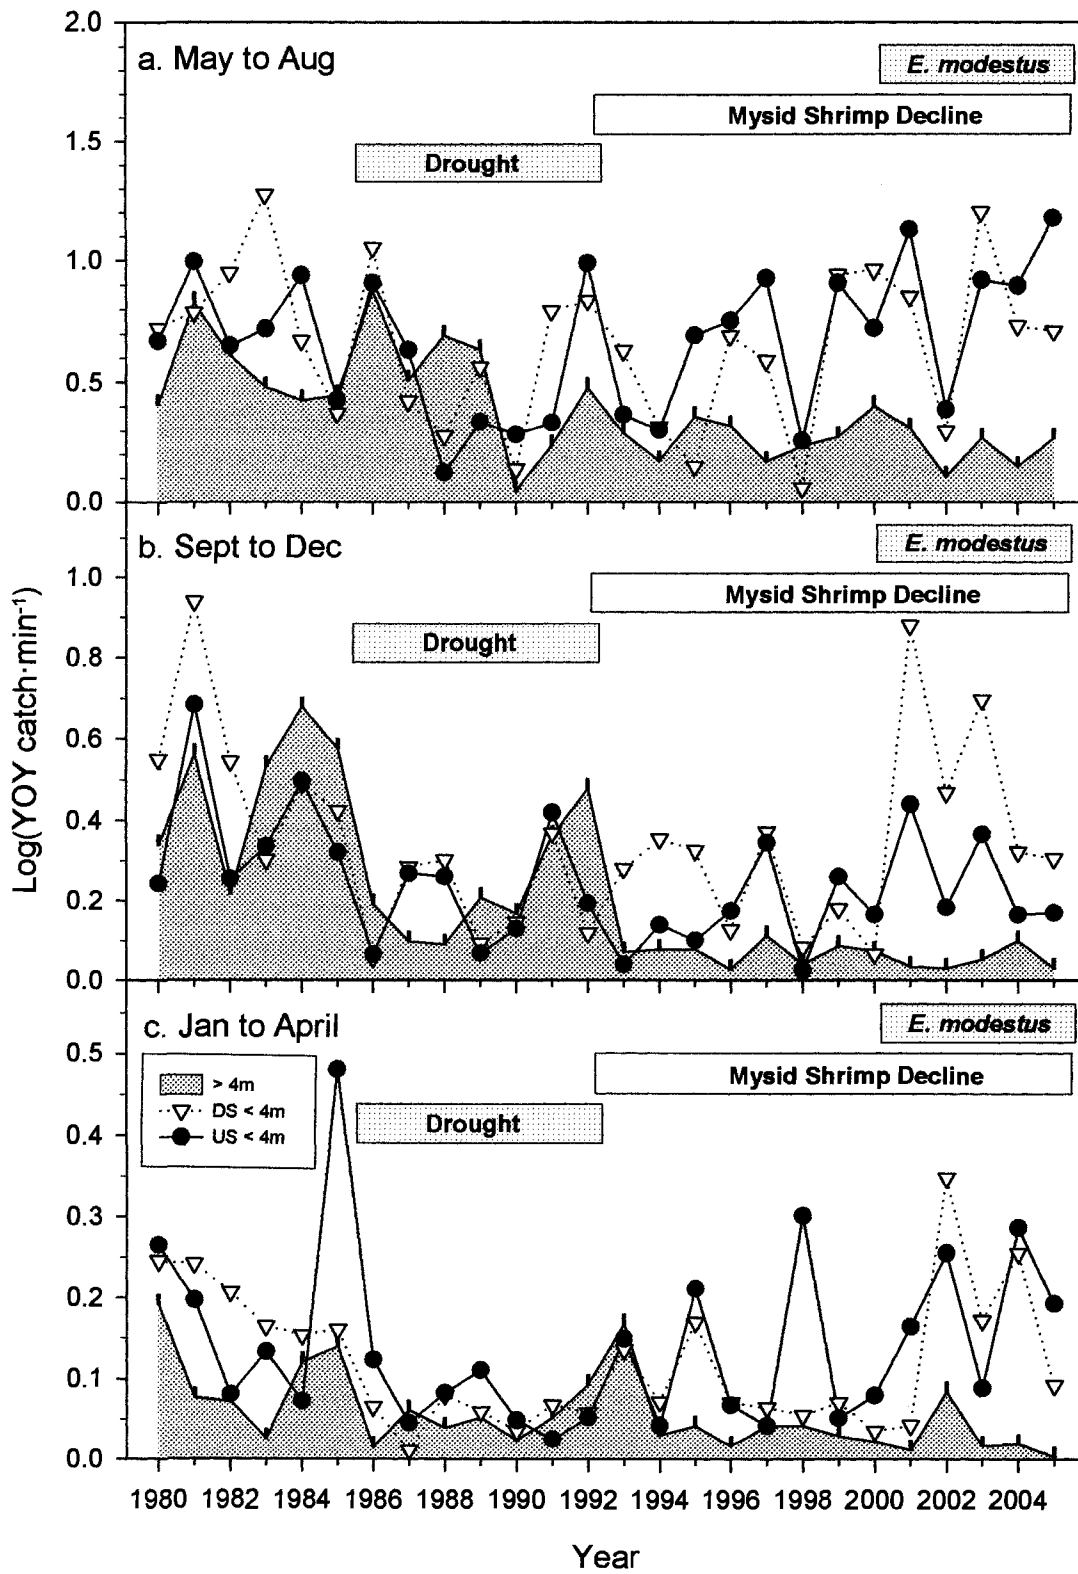 2.0
a. May to Aug
E. modestus
Mysid Shrimp Decline
1.5
Drought
1.0
0.5
0.0
b. Sept to Dec
E. modestus
1.0
Mysid Shrimp Decline
Drought
0.8
0.6
0.4
0.2
0.0
Log(YOY catch·min⁻¹)
c. Jan to April
E. modestus
0.5
Mysid Shrimp Decline
> 4m
DS < 4m
US < 4m
Drought
0.4
0.3
0.2
0.1
0.0
1980 1982 1984 1986 1988 1990 1992 1994 1996 1998 2000 2002 2004
Year